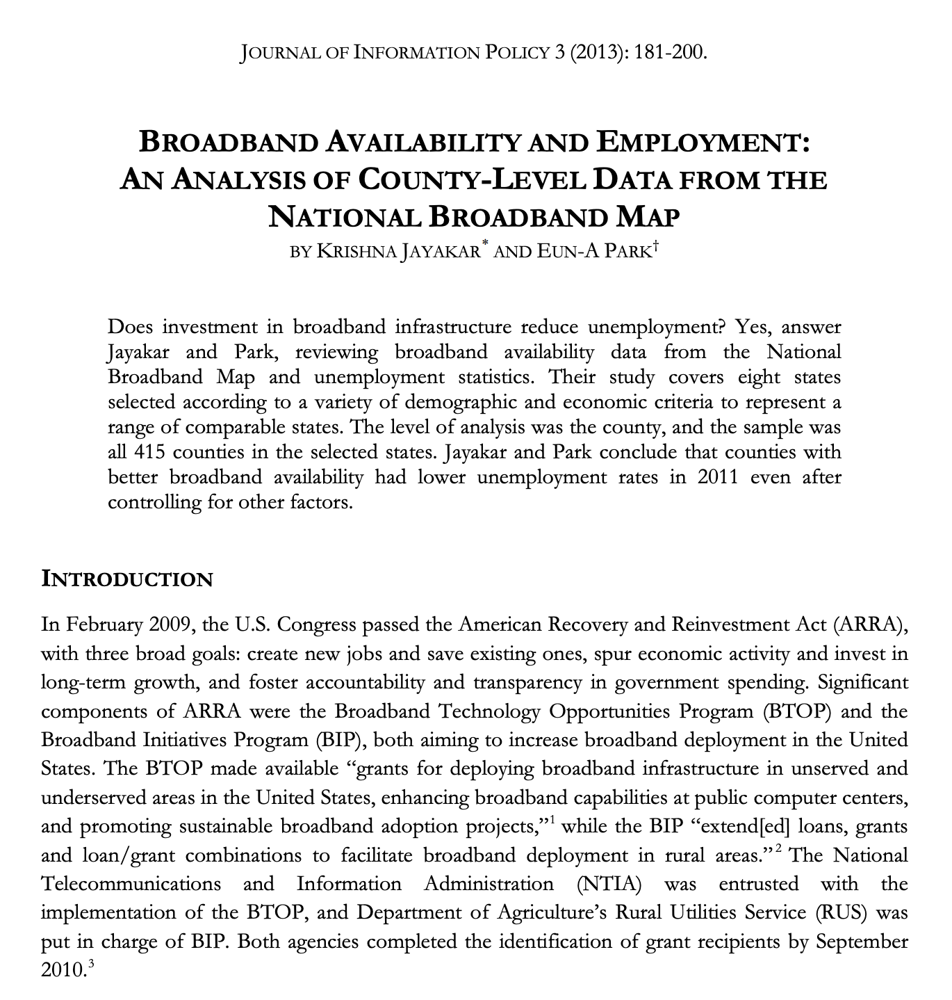 JOURNAL OF INFORMATION POLICY 3 (2013): 181-200.
BROADBAND AVAILABILITY AND EMPLOYMENT:
AN ANALYSIS OF COUNTY-LEVEL DATA FROM THE
NATIONAL BROADBAND MAP
BY KRISHNA JAYAKAR* AND EUN-A PARK†
Does investment in broadband infrastructure reduce unemployment? Yes, answer
Jayakar and Park, reviewing broadband availability data from the National
Broadband Map and unemployment statistics. Their study covers eight states
selected according to a variety of demographic and economic criteria to represent a
range of comparable states. The level of analysis was the county, and the sample was
all 415 counties in the selected states. Jayakar and Park conclude that counties with
better broadband availability had lower unemployment rates in 2011 even after
controlling for other factors.
INTRODUCTION
In February 2009, the U.S. Congress passed the American Recovery and Reinvestment Act (ARRA),
with three broad goals: create new jobs and save existing ones, spur economic activity and invest in
long-term growth, and foster accountability and transparency in government spending. Significant
components of ARRA were the Broadband Technology Opportunities Program (BTOP) and the
Broadband Initiatives Program (BIP), both aiming to increase broadband deployment in the United
States. The BTOP made available “grants for deploying broadband infrastructure in unserved and
underserved areas in the United States, enhancing broadband capabilities at public computer centers,
and promoting sustainable broadband adoption projects,”1 while the BIP “extend[ed] loans, grants
and loan/grant combinations to facilitate broadband deployment in rural areas.”2 The National
Telecommunications and Information Administration (NTIA) was entrusted with the
implementation of the BTOP, and Department of Agriculture’s Rural Utilities Service (RUS) was
put in charge of BIP. Both agencies completed the identification of grant recipients by September
2010.3